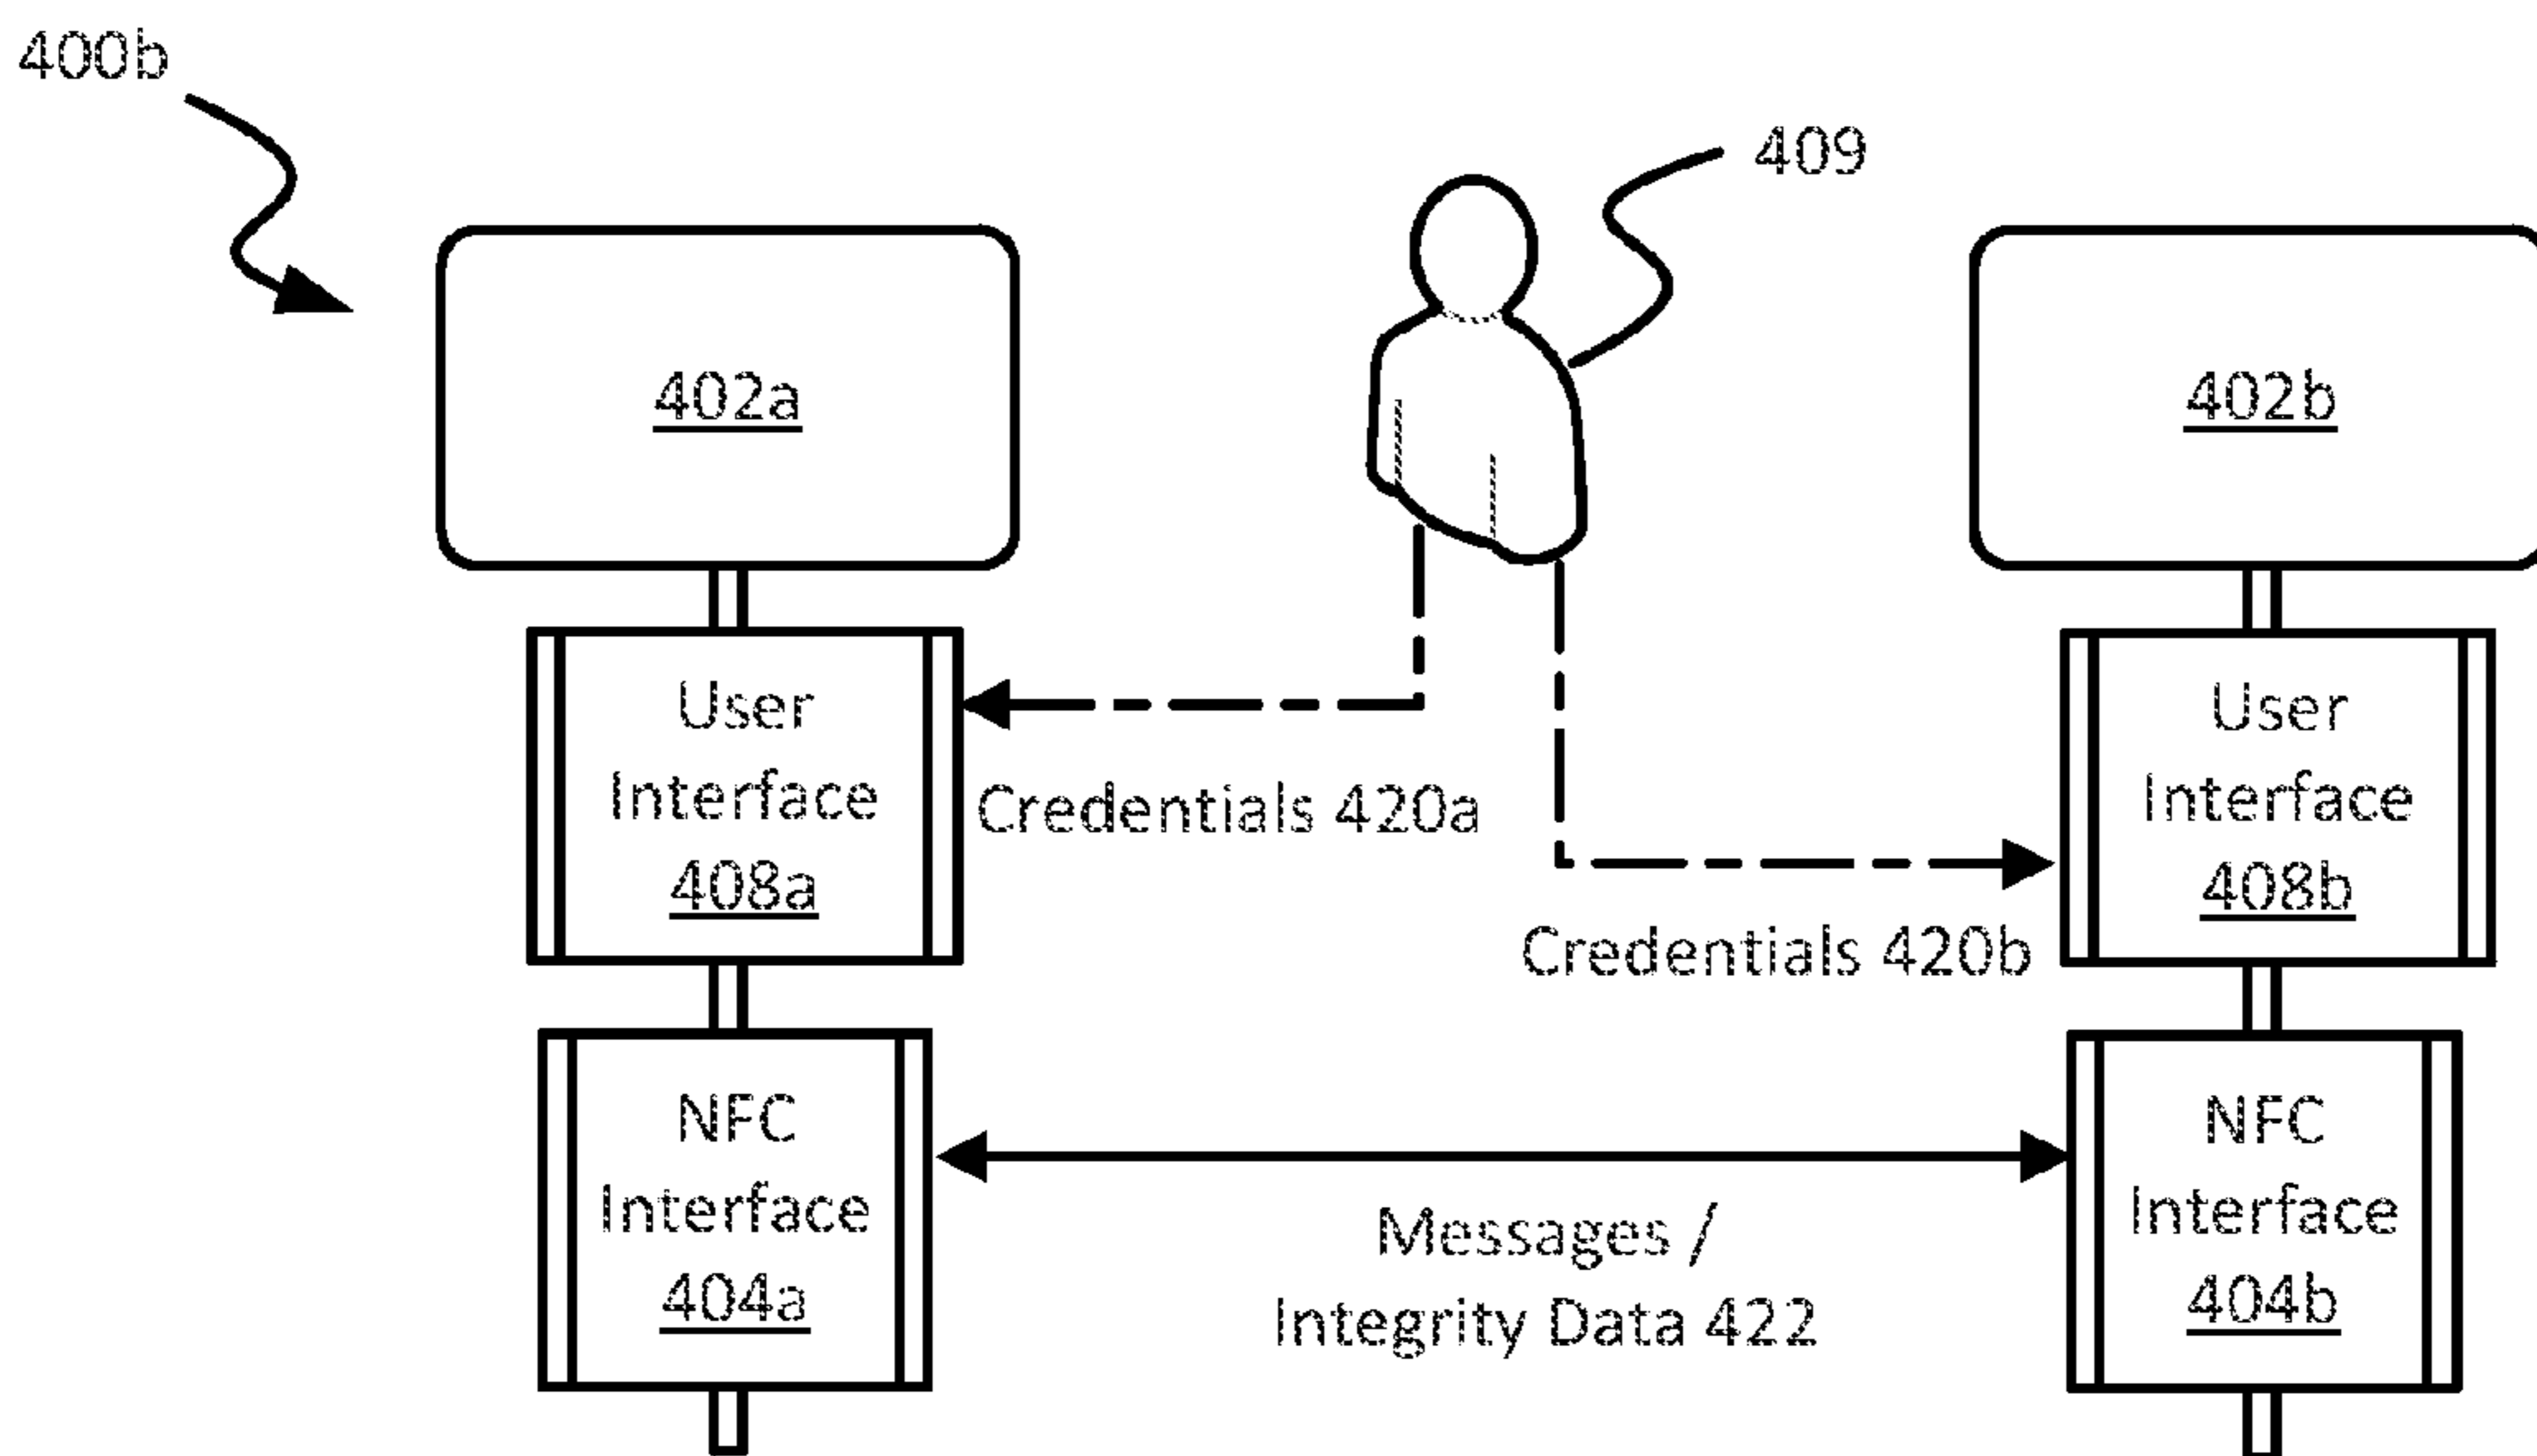 400b
409
402a
402b
User
Interface
408a
Credentials 420a
User
Interface
408b
Credentials 420b
NFC
Interface
404a
Messages /
Integrity Data 422
NFC
Interface
404b